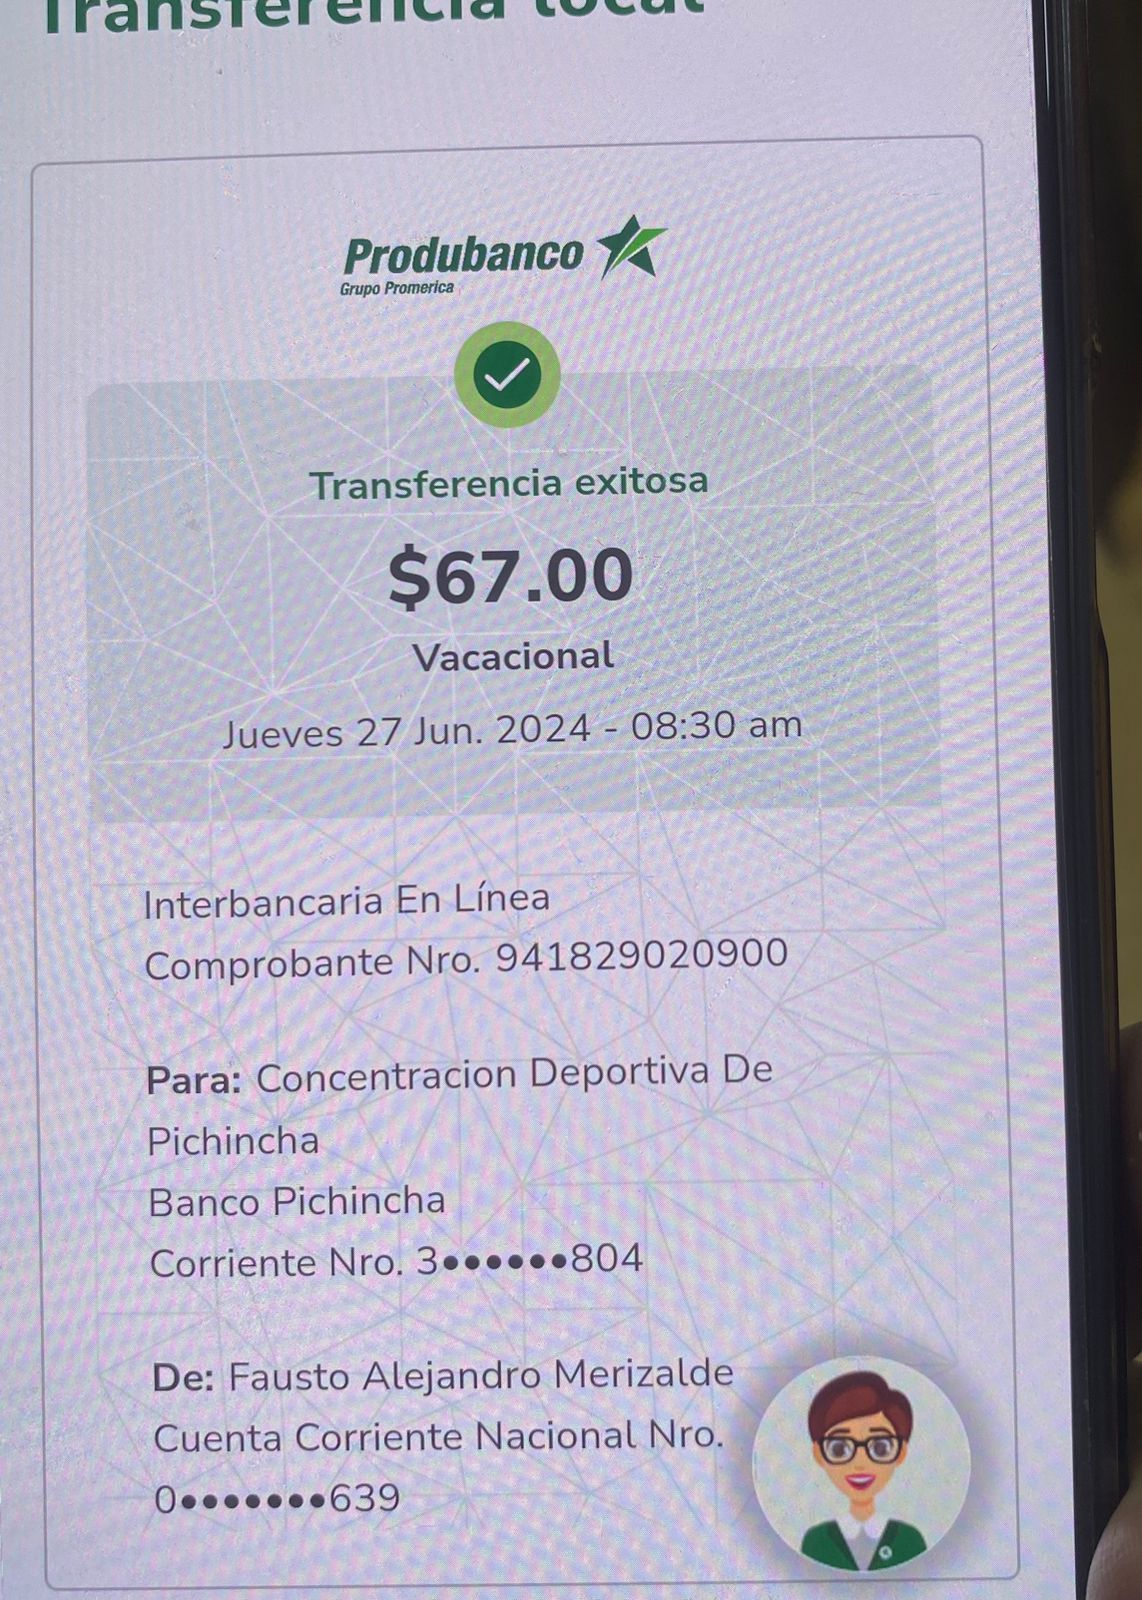 Transferencia local
Produbanco
Grupo Promerica
Transferencia exitosa
$67.00
Vacacional
Jueves 27 Jun. 2024 - 08:30 am
Interbancaria En Línea
Comprobante Nro. 941829020900
Para: Concentracion Deportiva De
Pichincha
Banco Pichincha
Corriente Nro. 3••••••804
De: Fausto Alejandro Merizalde
Cuenta Corriente Nacional Nro.
0•••••••639